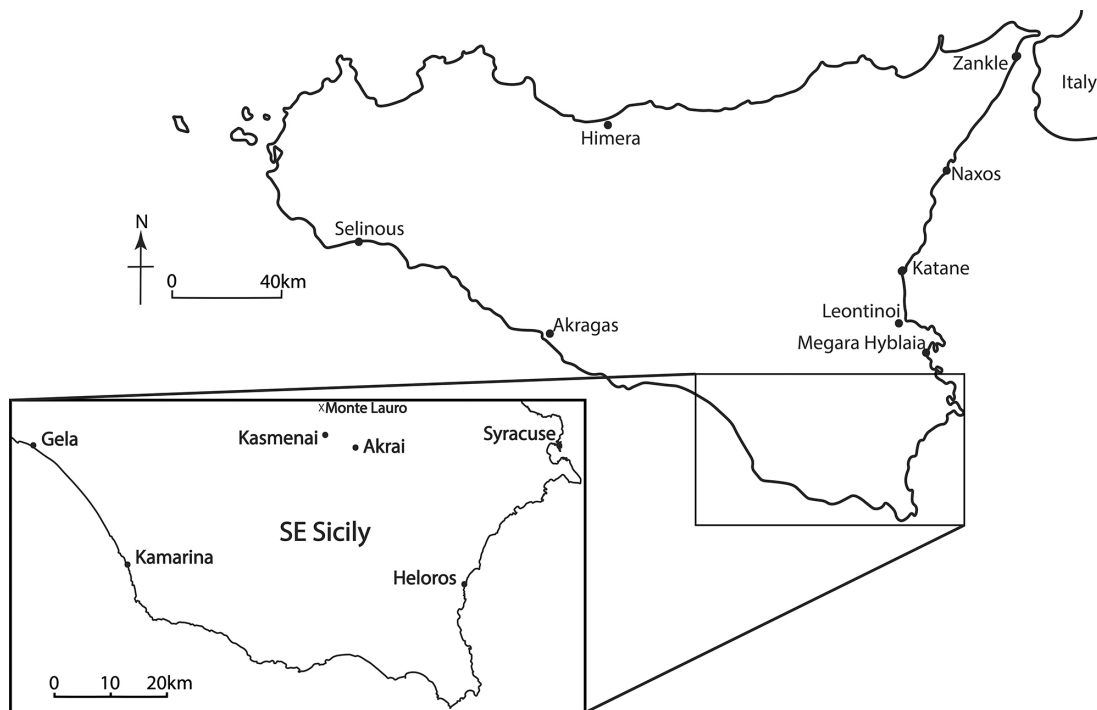 Zankle
Italy
Himera
Naxos
N
Selinous
0 40km
Katane
Leontinoi
Akragas
Megara Hyblaia
xMonte Lauro
Gela
Kasmenai
Akrai
Syracuse
SE Sicily
Kamarina
Heloros
0 10 20km